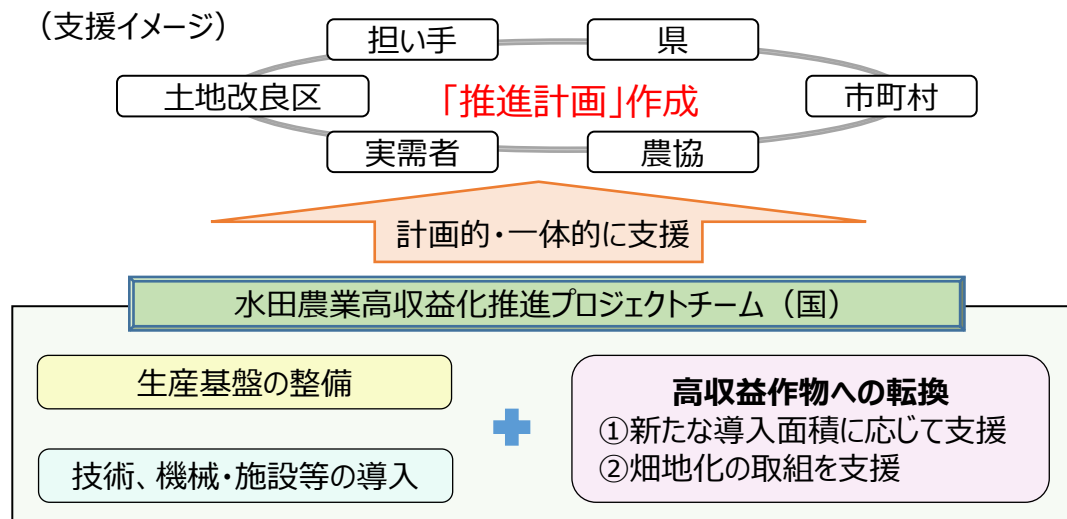 （支援イメージ）
担い手
県
土地改良区
「推進計画」作成
市町村
実需者
農協
計画的・一体的に支援
水田農業高収益化推進プロジェクトチーム（国）
生産基盤の整備
技術、機械・施設等の導入
高収益作物への転換
①新たな導入面積に応じて支援
②畑地化の取組を支援